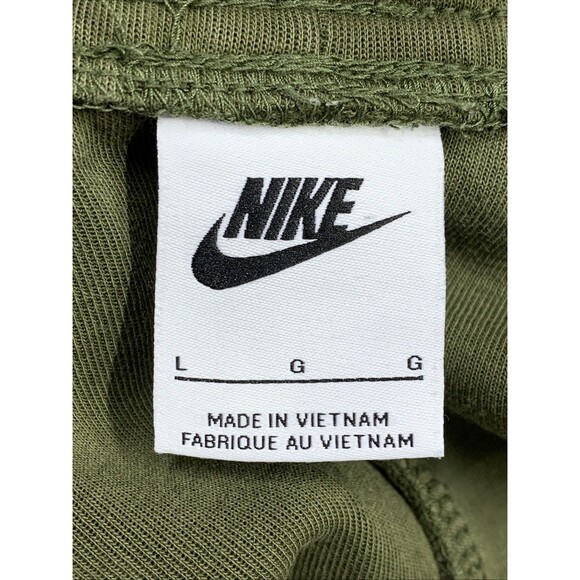 NIKE
L G G
MADE IN VIETNAM
FABRIQUE AU VIETNAM